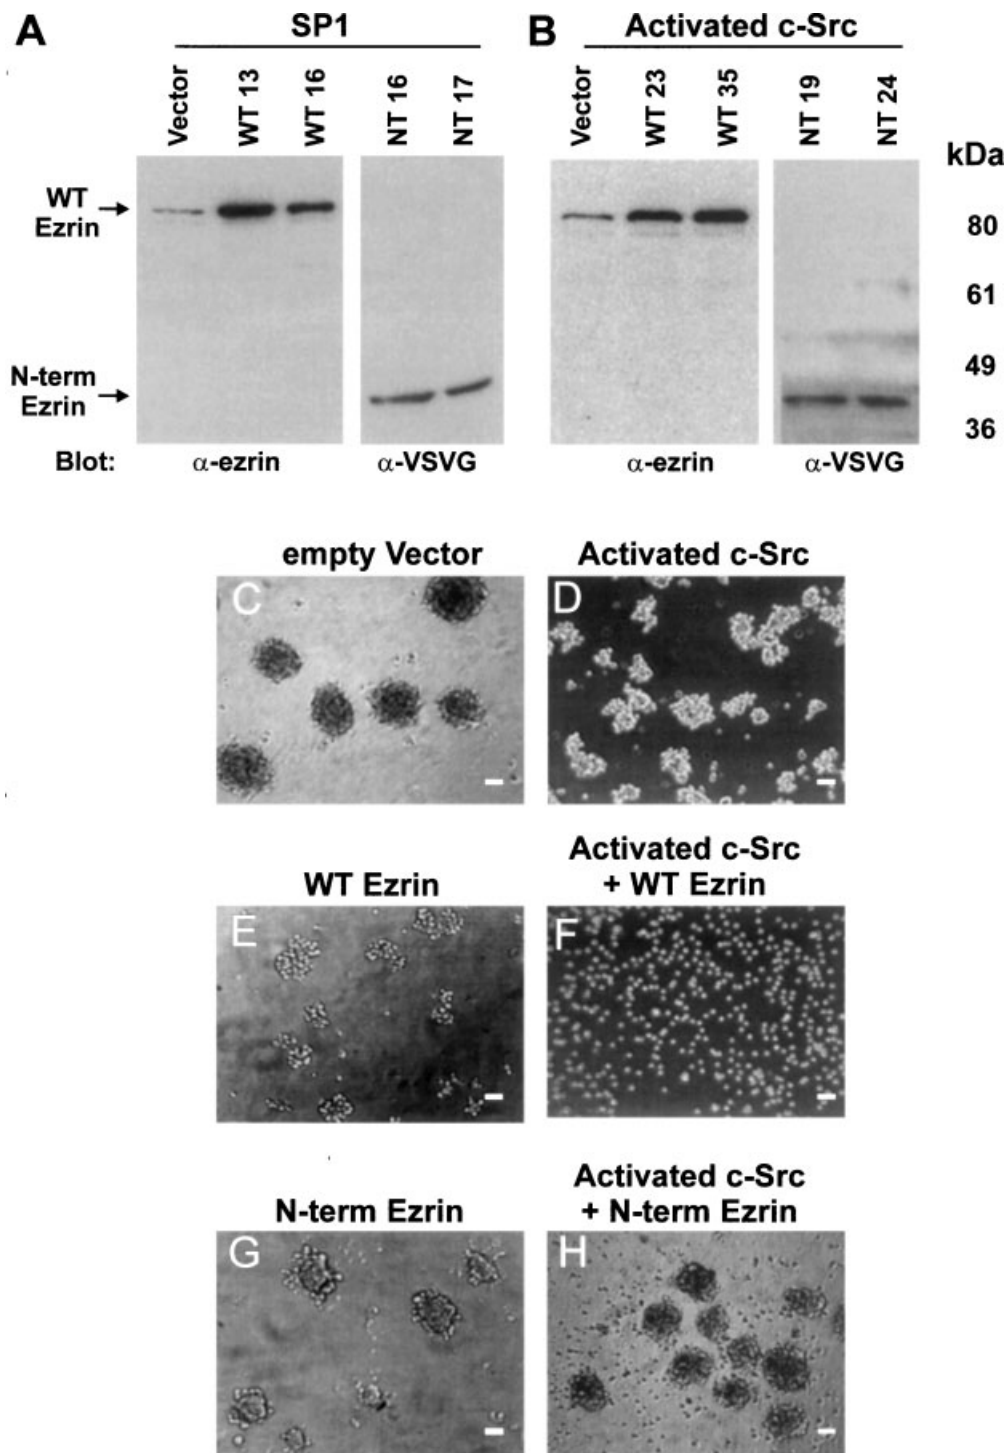 A
SP1
Vector
WT 13
WT 16
NT 16
NT 17
B
Activated c-Src
Vector
WT 23
WT 35
NT 19
NT 24
kDa
WT
Ezrin
80
61
49
36
N-term
Ezrin
Blot:
α-ezrin
α-VSVG
α-ezrin
α-VSVG
empty Vector
Activated c-Src
C
D
WT Ezrin
Activated c-Src
+ WT Ezrin
E
F
N-term Ezrin
Activated c-Src
+ N-term Ezrin
G
H